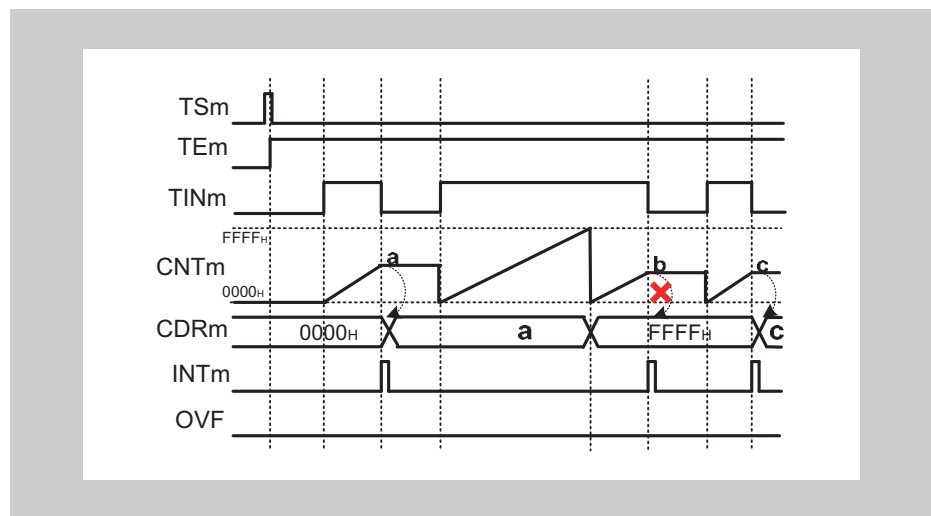 TSm
TEm
TINm
FFFFH
CNTm
a
b
c
0000H
CDRm
0000H
a
FFFFH
c
INTm
OVF